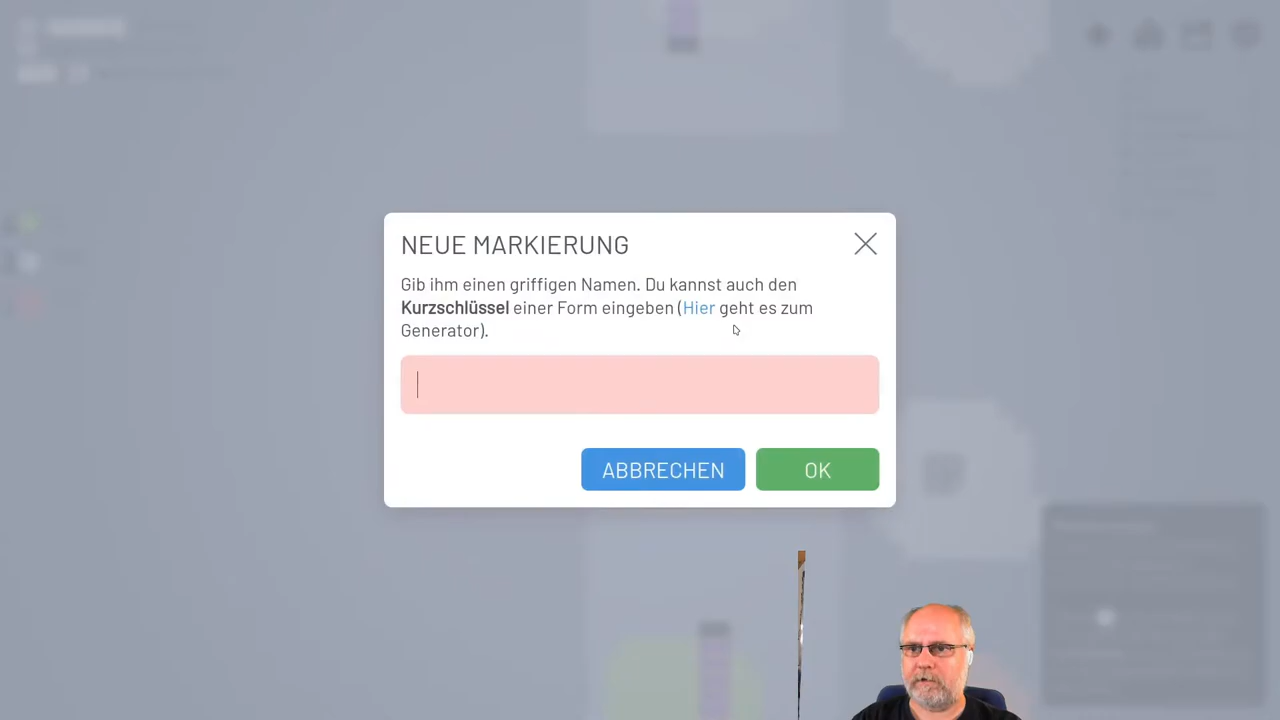 NEUE MARKIERUNG
Gib ihm einen griffigen Namen. Du kannst auch den
Kurzschlüssel einer Form eingeben (Hier geht es zum
Generator).
ABBRECHEN
OK